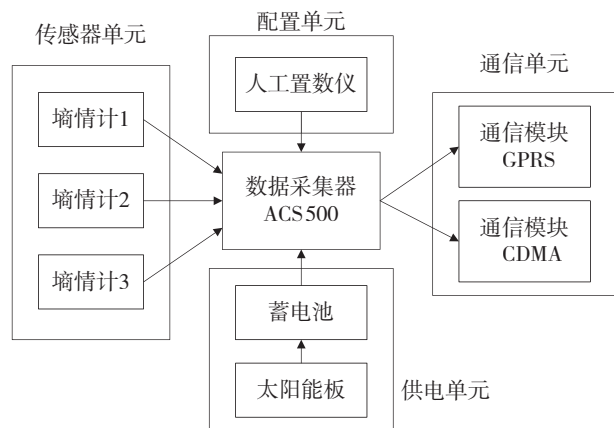 传感器单元
墒情计1
墒情计2
墒情计3
配置单元
人工置数仪
数据采集器
ACS500
蓄电池
太阳能板
供电单元
通信单元
通信模块
GPRS
通信模块
CDMA